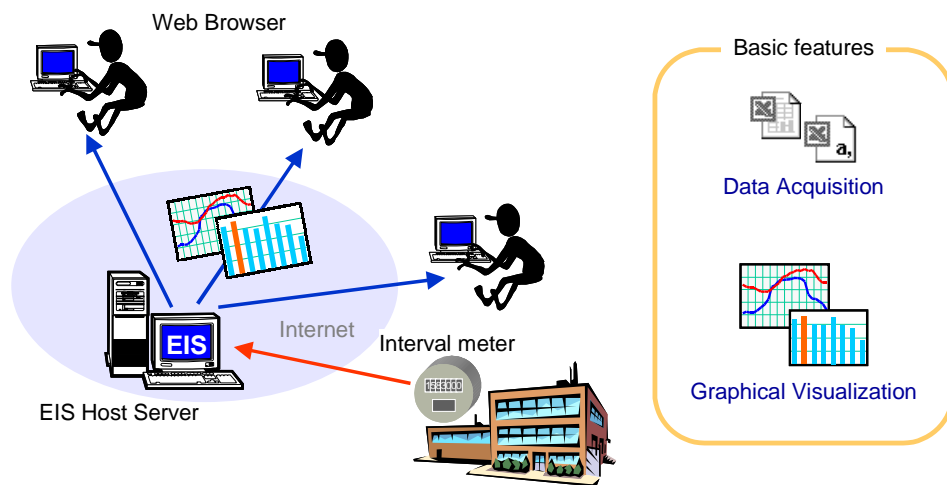 Web Browser
Basic features
a,
Data Acquisition
EIS
Internet
Interval meter
EIS Host Server
Graphical Visualization